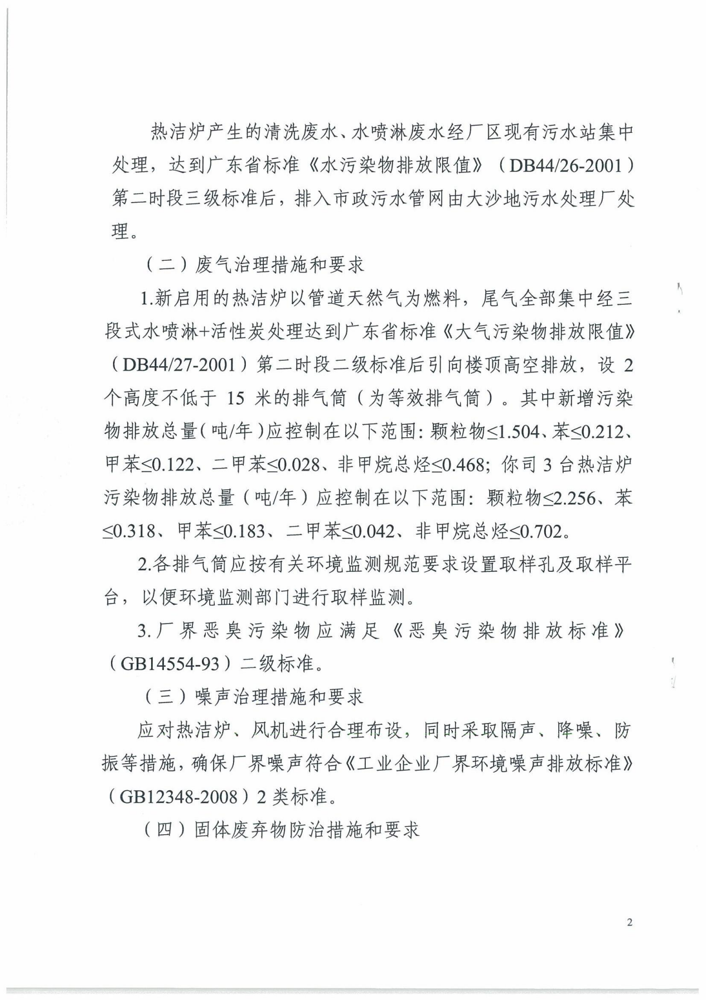 热洁炉产生的清洗废水、水喷淋废水经厂区现有污水站集中
处理，达到广东省标准《水污染物排放限值》（DB44/26-2001）
第二时段三级标准后，排入市政污水管网由大沙地污水处理厂处
理。
（二）废气治理措施和要求
1.新启用的热洁炉以管道天然气为燃料，尾气全部集中经三
段式水喷淋+活性炭处理达到广东省标准《大气污染物排放限值》
（DB44/27-2001）第二时段二级标准后引向楼顶高空排放，设 2
个高度不低于 15 米的排气筒（为等效排气筒）。其中新增污染
物排放总量（吨/年）应控制在以下范围：颗粒物≤1.504、苯≤0.212、
甲苯≤0.122、二甲苯≤0.028、非甲烷总烃≤0.468；你司 3 台热洁炉
污染物排放总量（吨/年）应控制在以下范围：颗粒物≤2.256、苯
≤0.318、甲苯≤0.183、二甲苯≤0.042、非甲烷总烃≤0.702。
2.各排气筒应按有关环境监测规范要求设置取样孔及取样平
台，以便环境监测部门进行取样监测。
3.厂界恶臭污染物应满足《恶臭污染物排放标准》
（GB14554-93）二级标准。
（三）噪声治理措施和要求
应对热洁炉、风机进行合理布设，同时采取隔声、降噪、防
振等措施，确保厂界噪声符合《工业企业厂界环境噪声排放标准》
（GB12348-2008）2 类标准。
（四）固体废弃物防治措施和要求
2